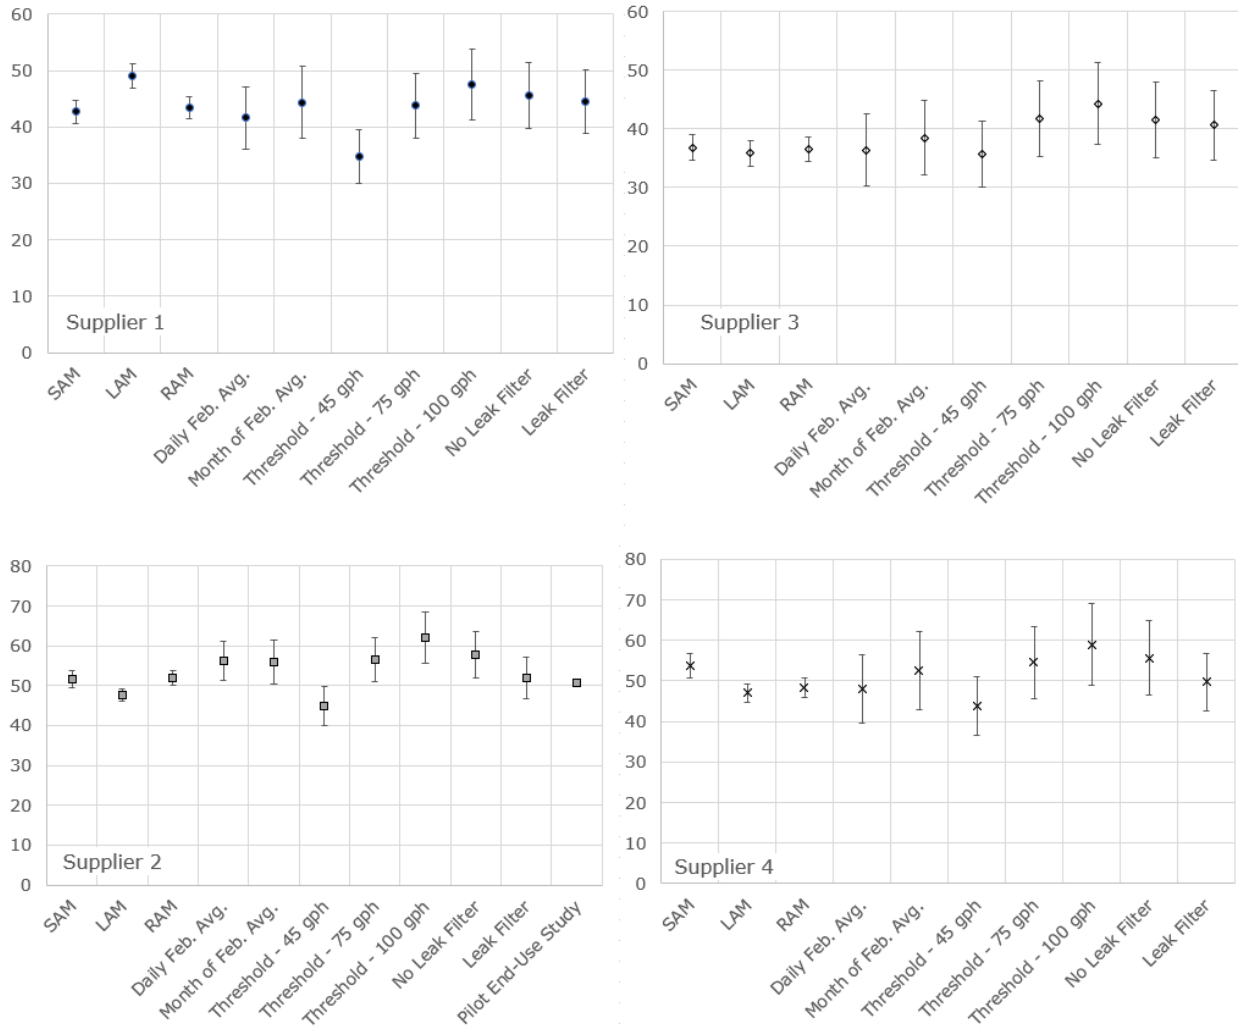 60
50
40
30
20
10
0
Supplier 1
SAM
LAM
RAM
Daily Feb. Avg.
Month of Feb. Avg.
Threshold - 45 gph
Threshold - 75 gph
Threshold - 100 gph
No Leak Filter
Leak Filter
60
50
40
30
20
10
0
Supplier 3
SAM
LAM
RAM
Daily Feb. Avg.
Month of Feb. Avg.
Threshold - 45 gph
Threshold - 75 gph
Threshold - 100 gph
No Leak Filter
Leak Filter
80
70
60
50
40
30
20
10
0
Supplier 2
SAM
LAM
RAM
Daily Feb. Avg.
Month of Feb. Avg.
Threshold - 45 gph
Threshold - 75 gph
Threshold - 100 gph
No Leak Filter
Leak Filter
Pilot End-Use Study
80
70
60
50
40
30
20
10
0
Supplier 4
SAM
LAM
RAM
Daily Feb. Avg.
Month of Feb. Avg.
Threshold - 45 gph
Threshold - 75 gph
Threshold - 100 gph
No Leak Filter
Leak Filter